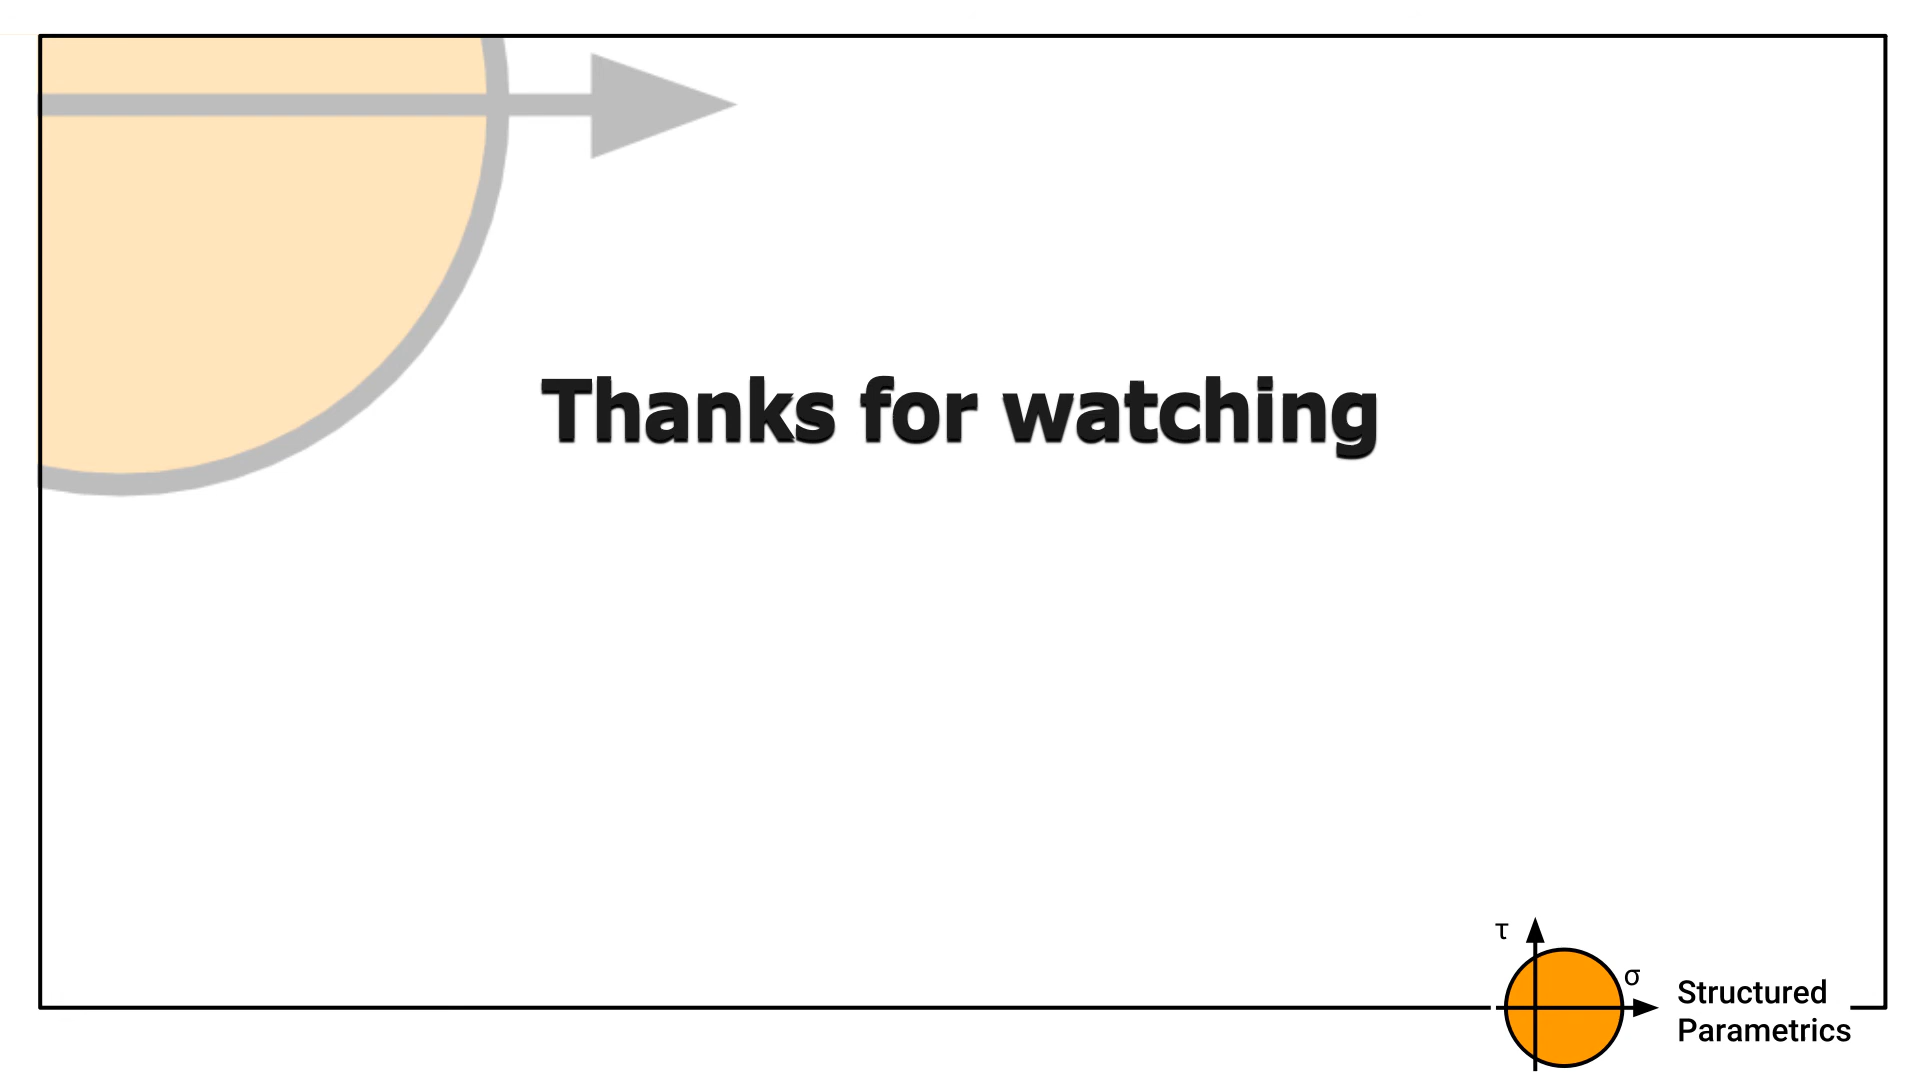 Thanks for watching
τ
σ
Structured
Parametrics